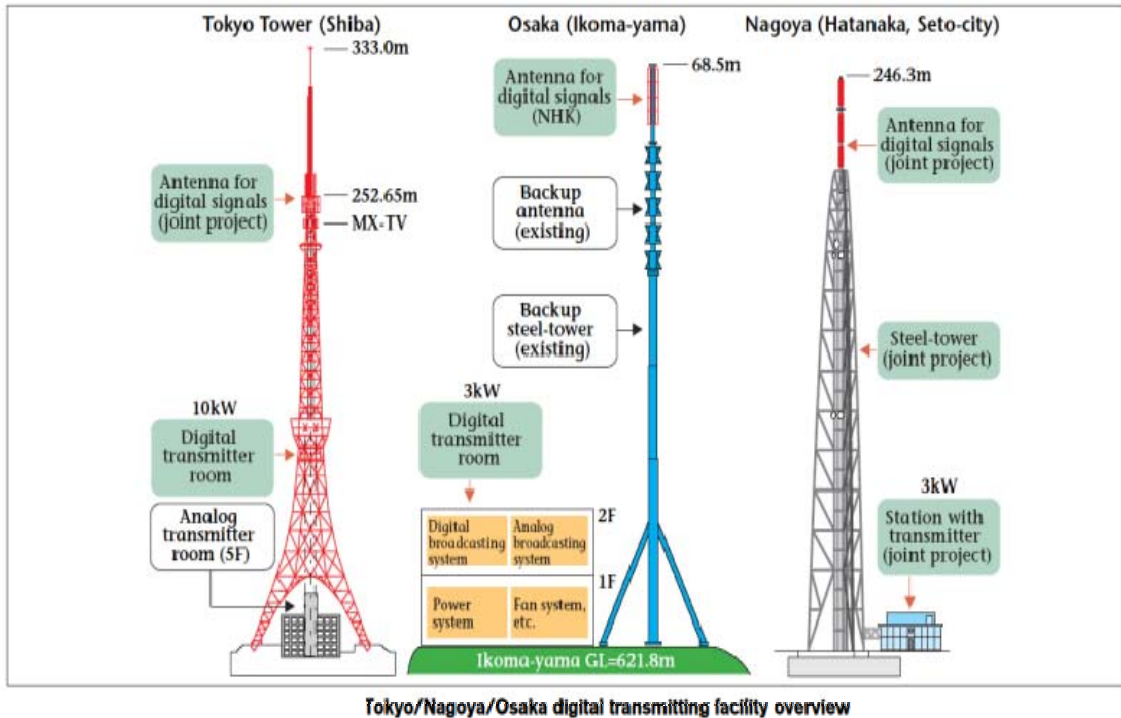 Tokyo Tower (Shiba)
333.0m
Antenna for
digital signals
(joint project)
252.65m
MX-TV
10kW
Digital
transmitter
room
Analog
transmitter
room (5F)
Osaka (Ikoma-yama)
68.5m
Antenna for
digital signals
(NHK)
Backup
antenna
(existing)
Backup
steel-tower
(existing)
3kW
Digital
transmitter
room
2F
Digital
broadcasting
system
Analog
broadcasting
system
1F
Power
system
Fan system,
etc.
Ikoma-yama GL=621.8m
Nagoya (Hatanaka, Seto-city)
246.3m
Antenna for
digital signals
(joint project)
Steel-tower
(joint project)
3kW
Station with
transmitter
(joint project)
Tokyo/Nagoya/Osaka digital transmitting facility overview